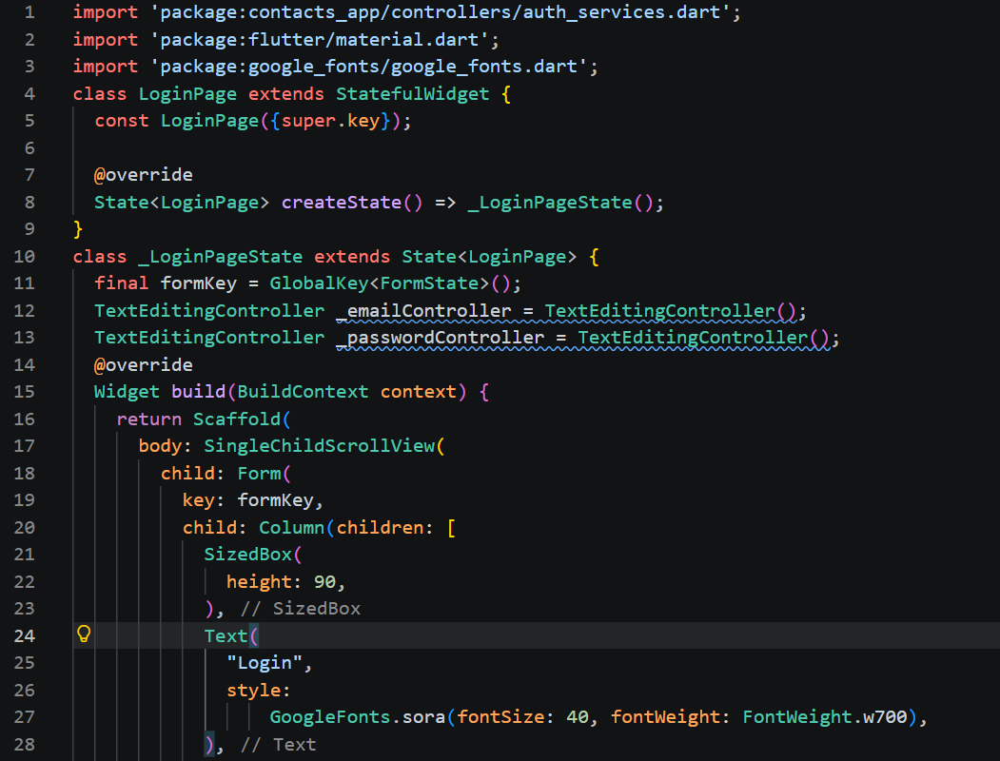 1 import 'package:contacts_app/controllers/auth_services.dart';
2 import 'package:flutter/material.dart';
3 import 'package:google_fonts/google_fonts.dart';
4 class LoginPage extends StatefulWidget {
5   const LoginPage({super.key});
6
7   @override
8   State<LoginPage> createState() => _LoginPageState();
9 }
10 class _LoginPageState extends State<LoginPage> {
11   final formKey = GlobalKey<FormState>();
12   TextEditingController _emailController = TextEditingController();
13   TextEditingController _passwordController = TextEditingController();
14   @override
15   Widget build(BuildContext context) {
16     return Scaffold(
17       body: SingleChildScrollView(
18         child: Form(
19           key: formKey,
20           child: Column(children: [
21             SizedBox(
22               height: 90,
23             ), // SizedBox
24             Text(
25               "Login",
26               style:
27                   GoogleFonts.sora(fontSize: 40, fontWeight: FontWeight.w700),
28             ), // Text